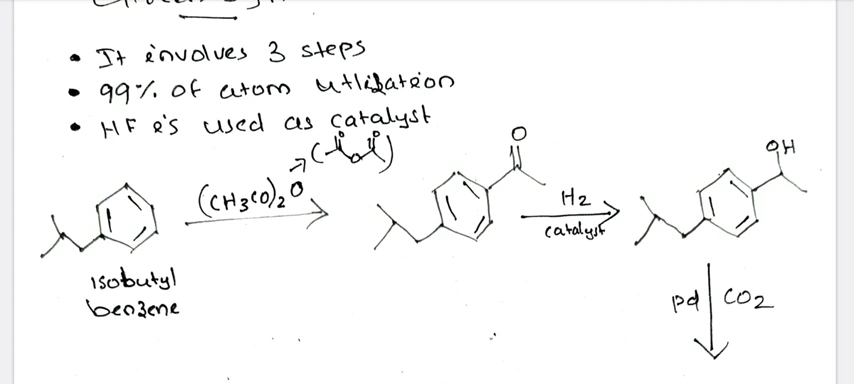 • It involves 3 steps
• 99% of atom utlization
• HF is used as catalyst
(CH3CO)2O
O
H2
catalyst
OH
isobutyl
benzene
pd
CO2